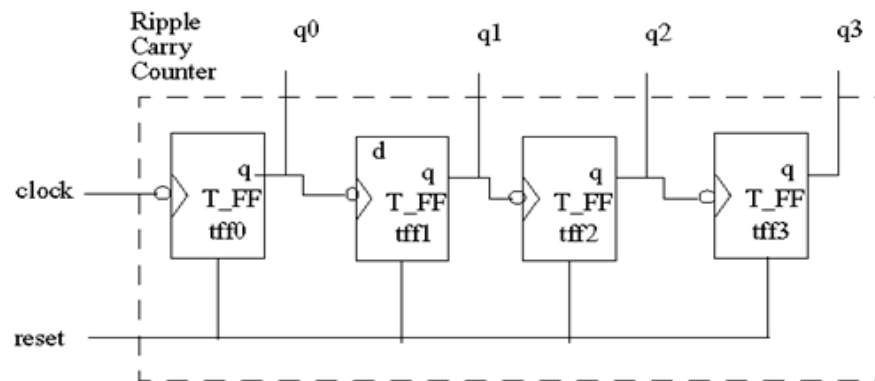 Ripple
Carry
Counter
q0
q1
q2
q3
clock
q
T_FF
tff0
d
q
T_FF
tff1
q
T_FF
tff2
q
T_FF
tff3
reset